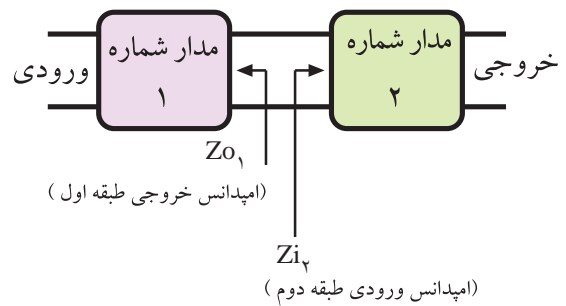 ورودی
مدار شماره
۱
مدار شماره
۲
خروجی
Zo۱
(امپدانس خروجی طبقه اول )
Zi۲
(امپدانس ورودی طبقه دوم )